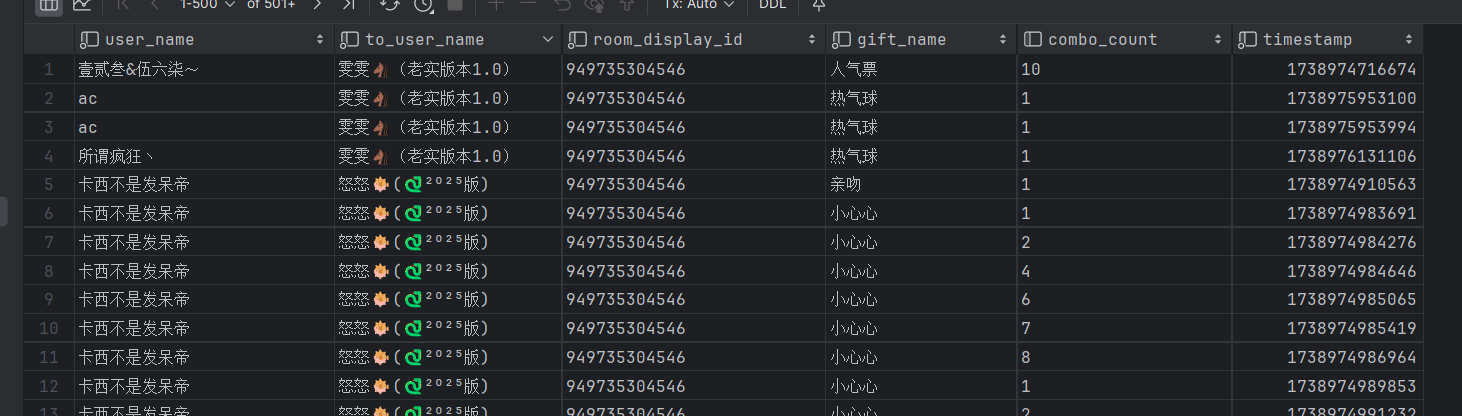 1-500 of 501+ Tx: Auto DDL
user_name to_user_name room_display_id gift_name combo_count timestamp
1 壹贰叁&伍六柒～ 雯雯🐴（老实版本1.0） 949735304546 人气票 10 1738974716674
2 ac 雯雯🐴（老实版本1.0） 949735304546 热气球 1 1738975953100
3 ac 雯雯🐴（老实版本1.0） 949735304546 热气球 1 1738975953994
4 所谓疯狂丶 雯雯🐴（老实版本1.0） 949735304546 热气球 1 1738976131106
5 卡西不是发呆帝 怒怒(🐉²⁰²⁵版) 949735304546 亲吻 1 1738974910563
6 卡西不是发呆帝 怒怒(🐉²⁰²⁵版) 949735304546 小心心 1 1738974983691
7 卡西不是发呆帝 怒怒(🐉²⁰²⁵版) 949735304546 小心心 2 1738974984276
8 卡西不是发呆帝 怒怒(🐉²⁰²⁵版) 949735304546 小心心 4 1738974984646
9 卡西不是发呆帝 怒怒(🐉²⁰²⁵版) 949735304546 小心心 6 1738974985065
10 卡西不是发呆帝 怒怒(🐉²⁰²⁵版) 949735304546 小心心 7 1738974985419
11 卡西不是发呆帝 怒怒(🐉²⁰²⁵版) 949735304546 小心心 8 1738974986964
12 卡西不是发呆帝 怒怒(🐉²⁰²⁵版) 949735304546 小心心 1 1738974989853
13 卡西不是发呆帝 怒怒(🐉²⁰²⁵版) 949735304546 小心心 2 1738974991232